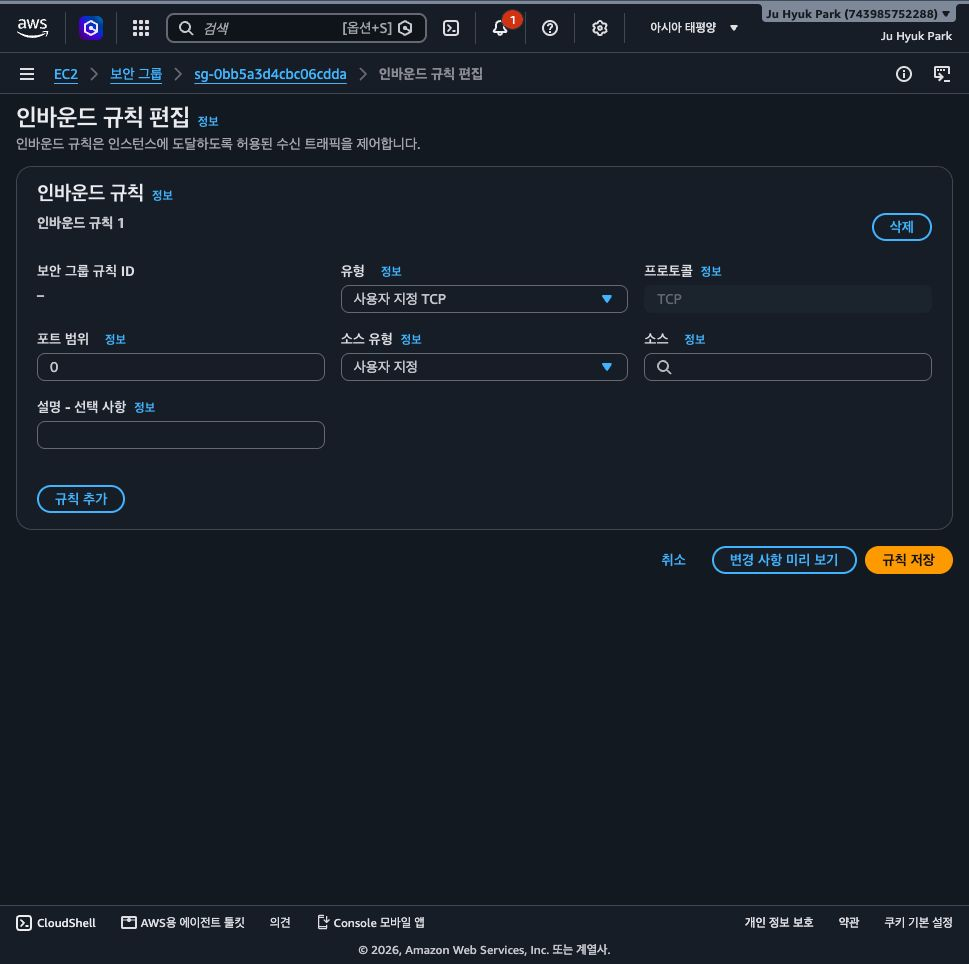 aws
검색 [옵션+S]
1
아시아 태평양
Ju Hyuk Park (743985752288)
Ju Hyuk Park
EC2
보안 그룹
sg-0bb5a3d4cbc06cdda
인바운드 규칙 편집
인바운드 규칙 편집 정보
인바운드 규칙은 인스턴스에 도달하도록 허용된 수신 트래픽을 제어합니다.
인바운드 규칙 정보
인바운드 규칙 1
삭제
보안 그룹 규칙 ID
–
유형 정보
사용자 지정 TCP
프로토콜 정보
TCP
포트 범위 정보
0
소스 유형 정보
사용자 지정
소스 정보
설명 - 선택 사항 정보
규칙 추가
취소
변경 사항 미리 보기
규칙 저장
CloudShell
AWS용 에이전트 툴킷
의견
Console 모바일 앱
개인 정보 보호
약관
쿠키 기본 설정
© 2026, Amazon Web Services, Inc. 또는 계열사.